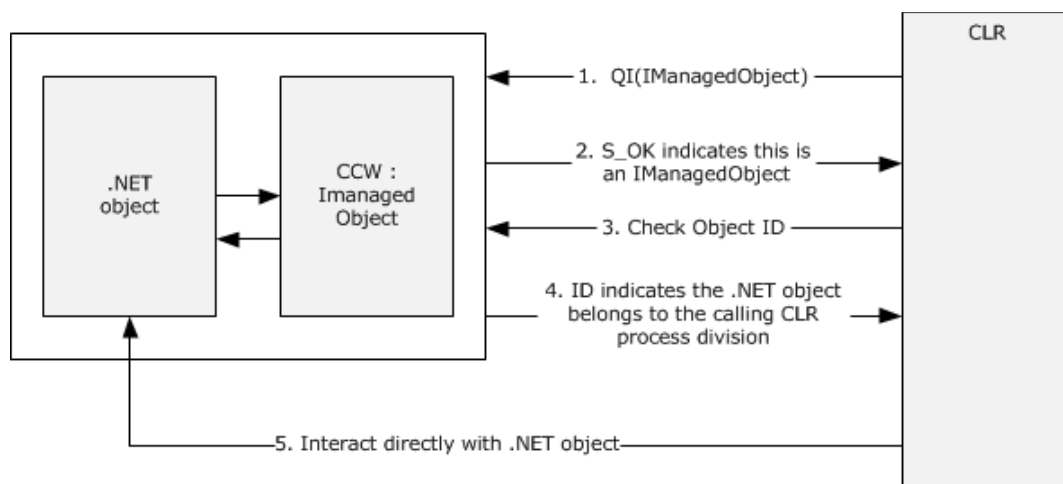 CLR
1. QI(IManagedObject)
2. S_OK indicates this is
an IManagedObject
.NET
object
CCW :
Imanaged
Object
3. Check Object ID
4. ID indicates the .NET object
belongs to the calling CLR
process division
5. Interact directly with .NET object